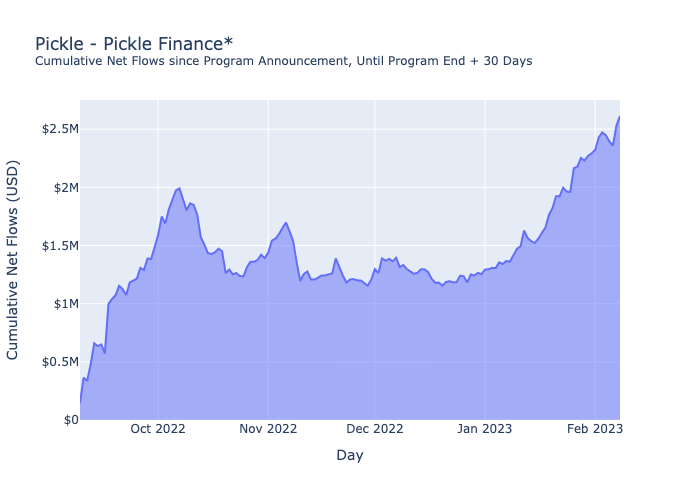 Pickle - Pickle Finance*
Cumulative Net Flows since Program Announcement, Until Program End + 30 Days
Cumulative Net Flows (USD)
$2.5M
$2M
$1.5M
$1M
$0.5M
$0
Oct 2022
Nov 2022
Dec 2022
Jan 2023
Feb 2023
Day